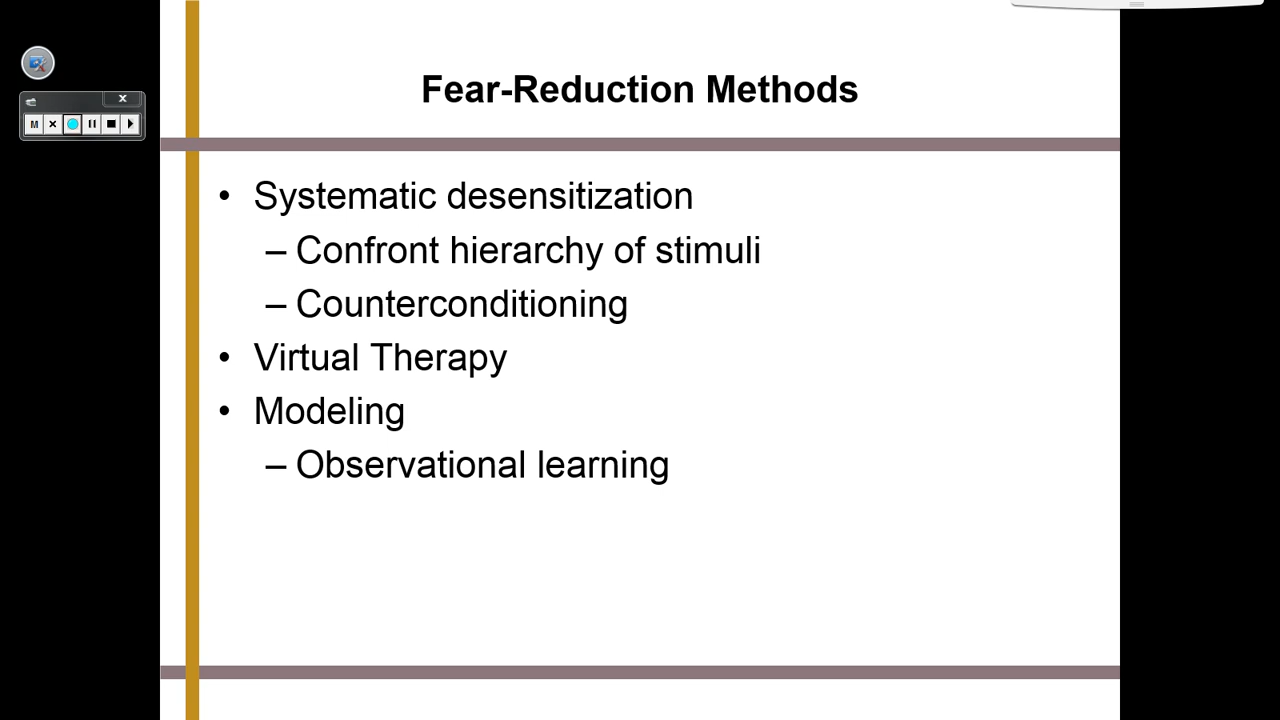 Fear-Reduction Methods
• Systematic desensitization
– Confront hierarchy of stimuli
– Counterconditioning
• Virtual Therapy
• Modeling
– Observational learning
M